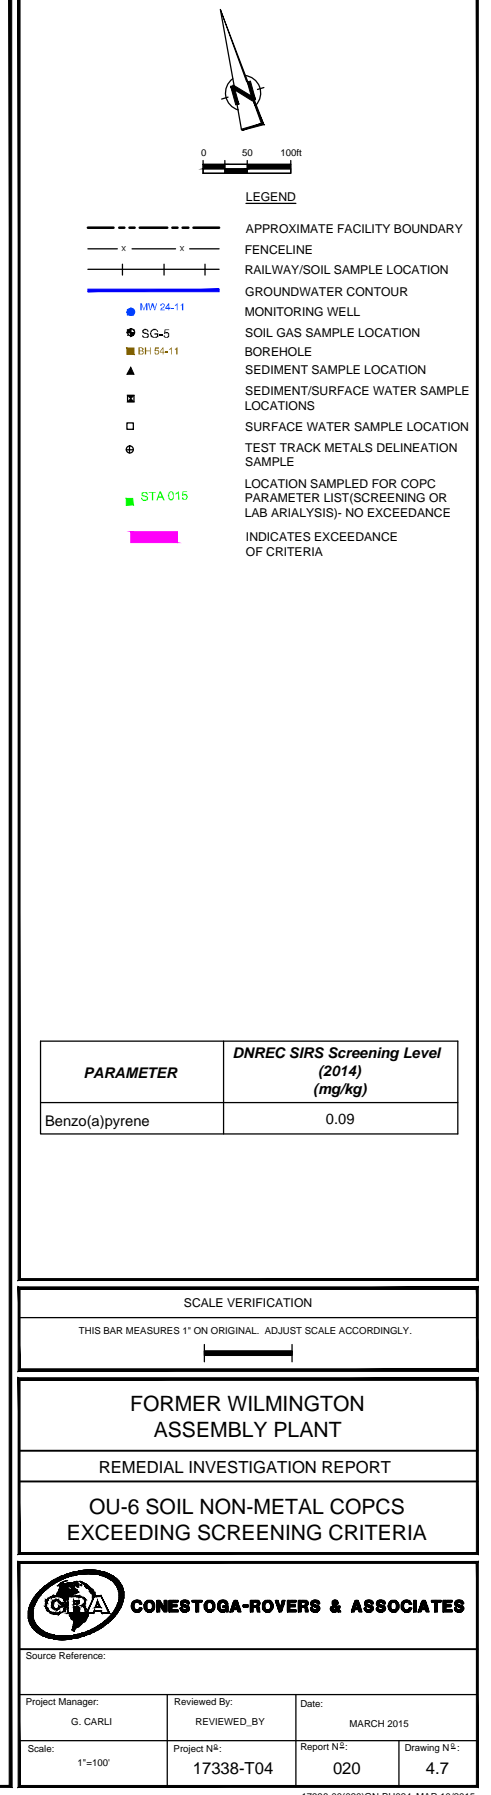 N
0 50 100ft
LEGEND
APPROXIMATE FACILITY BOUNDARY
x x FENCELINE
RAILWAY/SOIL SAMPLE LOCATION
GROUNDWATER CONTOUR
MW 24-11 MONITORING WELL
SG-5 SOIL GAS SAMPLE LOCATION
BH 54-11 BOREHOLE
SEDIMENT SAMPLE LOCATION
SEDIMENT/SURFACE WATER SAMPLE
LOCATIONS
SURFACE WATER SAMPLE LOCATION
TEST TRACK METALS DELINEATION
SAMPLE
STA 015
LOCATION SAMPLED FOR COPC
PARAMETER LIST(SCREENING OR
LAB ARIALYSIS)- NO EXCEEDANCE
INDICATES EXCEEDANCE
OF CRITERIA
PARAMETER
DNREC SIRS Screening Level
(2014)
(mg/kg)
Benzo(a)pyrene 0.09
SCALE VERIFICATION
THIS BAR MEASURES 1" ON ORIGINAL. ADJUST SCALE ACCORDINGLY.
FORMER WILMINGTON
ASSEMBLY PLANT
REMEDIAL INVESTIGATION REPORT
OU-6 SOIL NON-METAL COPCS
EXCEEDING SCREENING CRITERIA
CRA CONESTOGA-ROVERS & ASSOCIATES
Source Reference:
Project Manager: Reviewed By: Date:
G. CARLI REVIEWED_BY MARCH 2015
Scale: Project Nº: Report Nº: Drawing Nº:
1"=100' 17338-T04 020 4.7